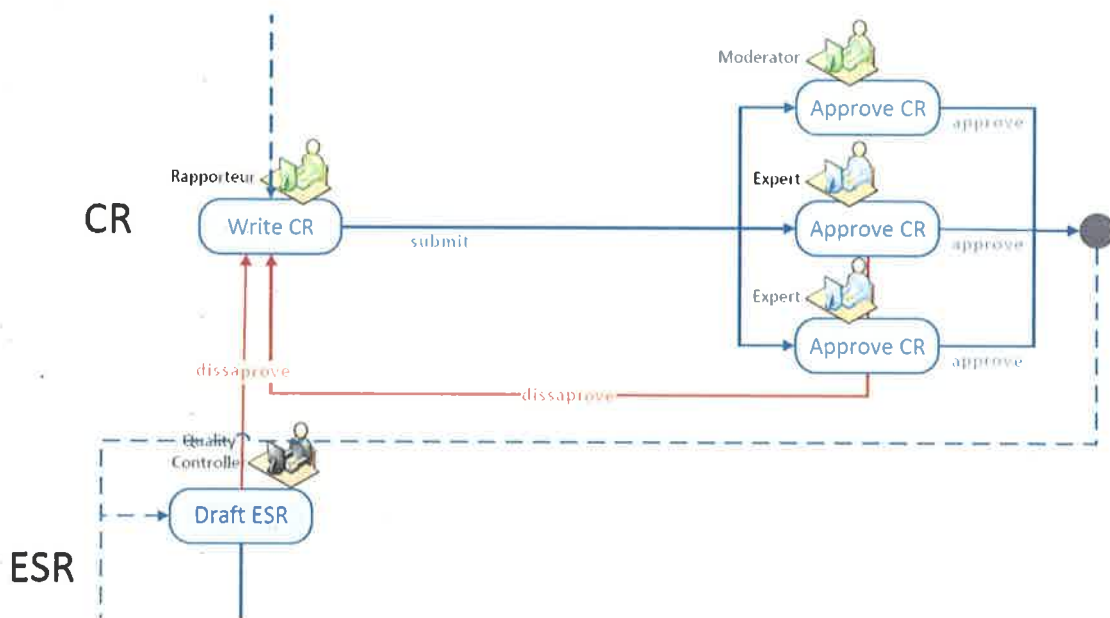 Moderator
Approve CR
approve
Rapporteur
Expert
CR
Write CR
submit
Approve CR
approve
Expert
Approve CR
approve
dissaprove
dissaprove
Quality
Controlle
Draft ESR
ESR